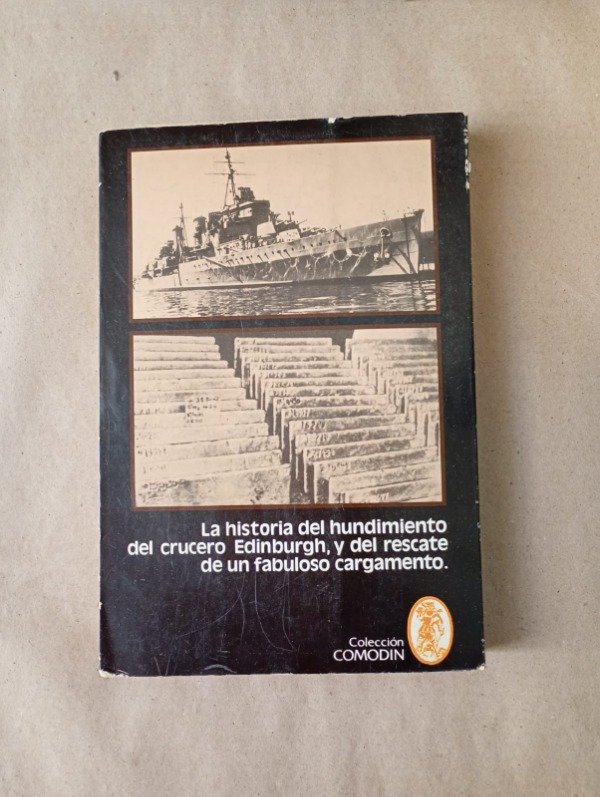 La historia del hundimiento
del crucero Edinburgh, y del rescate
de un fabuloso cargamento.
Colección
COMODIN